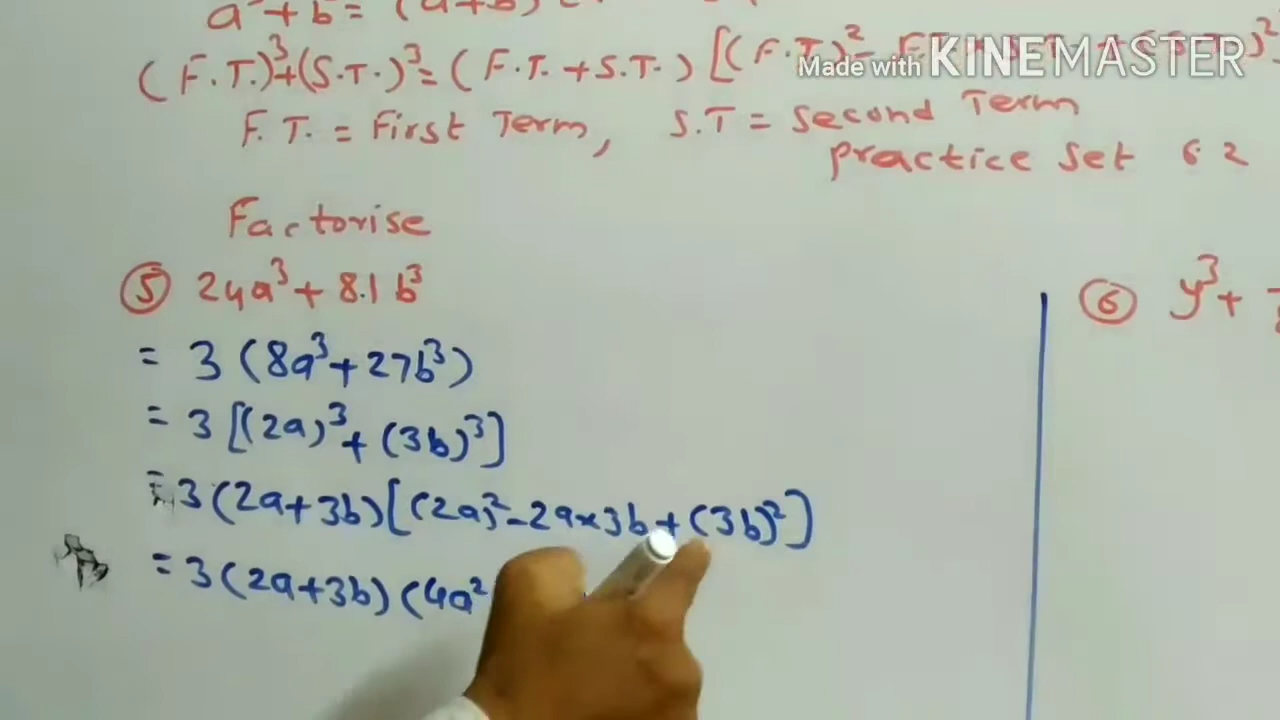 a³+b³= (a+b)
(F.T.)³+(S.T.)³=(F.T.+S.T.) [(F.T.)²-
Made with KINEMASTER
F.T. = First Term, S.T = Second Term
practice Set 6.2
Factorise
⑤ 24a³+81b³
= 3 (8a³+27b³)
= 3 [(2a)³+(3b)³]
= 3 (2a+3b)[(2a)²-2a×3b+(3b)²]
= 3 (2a+3b) (4a²
⑥ y³+